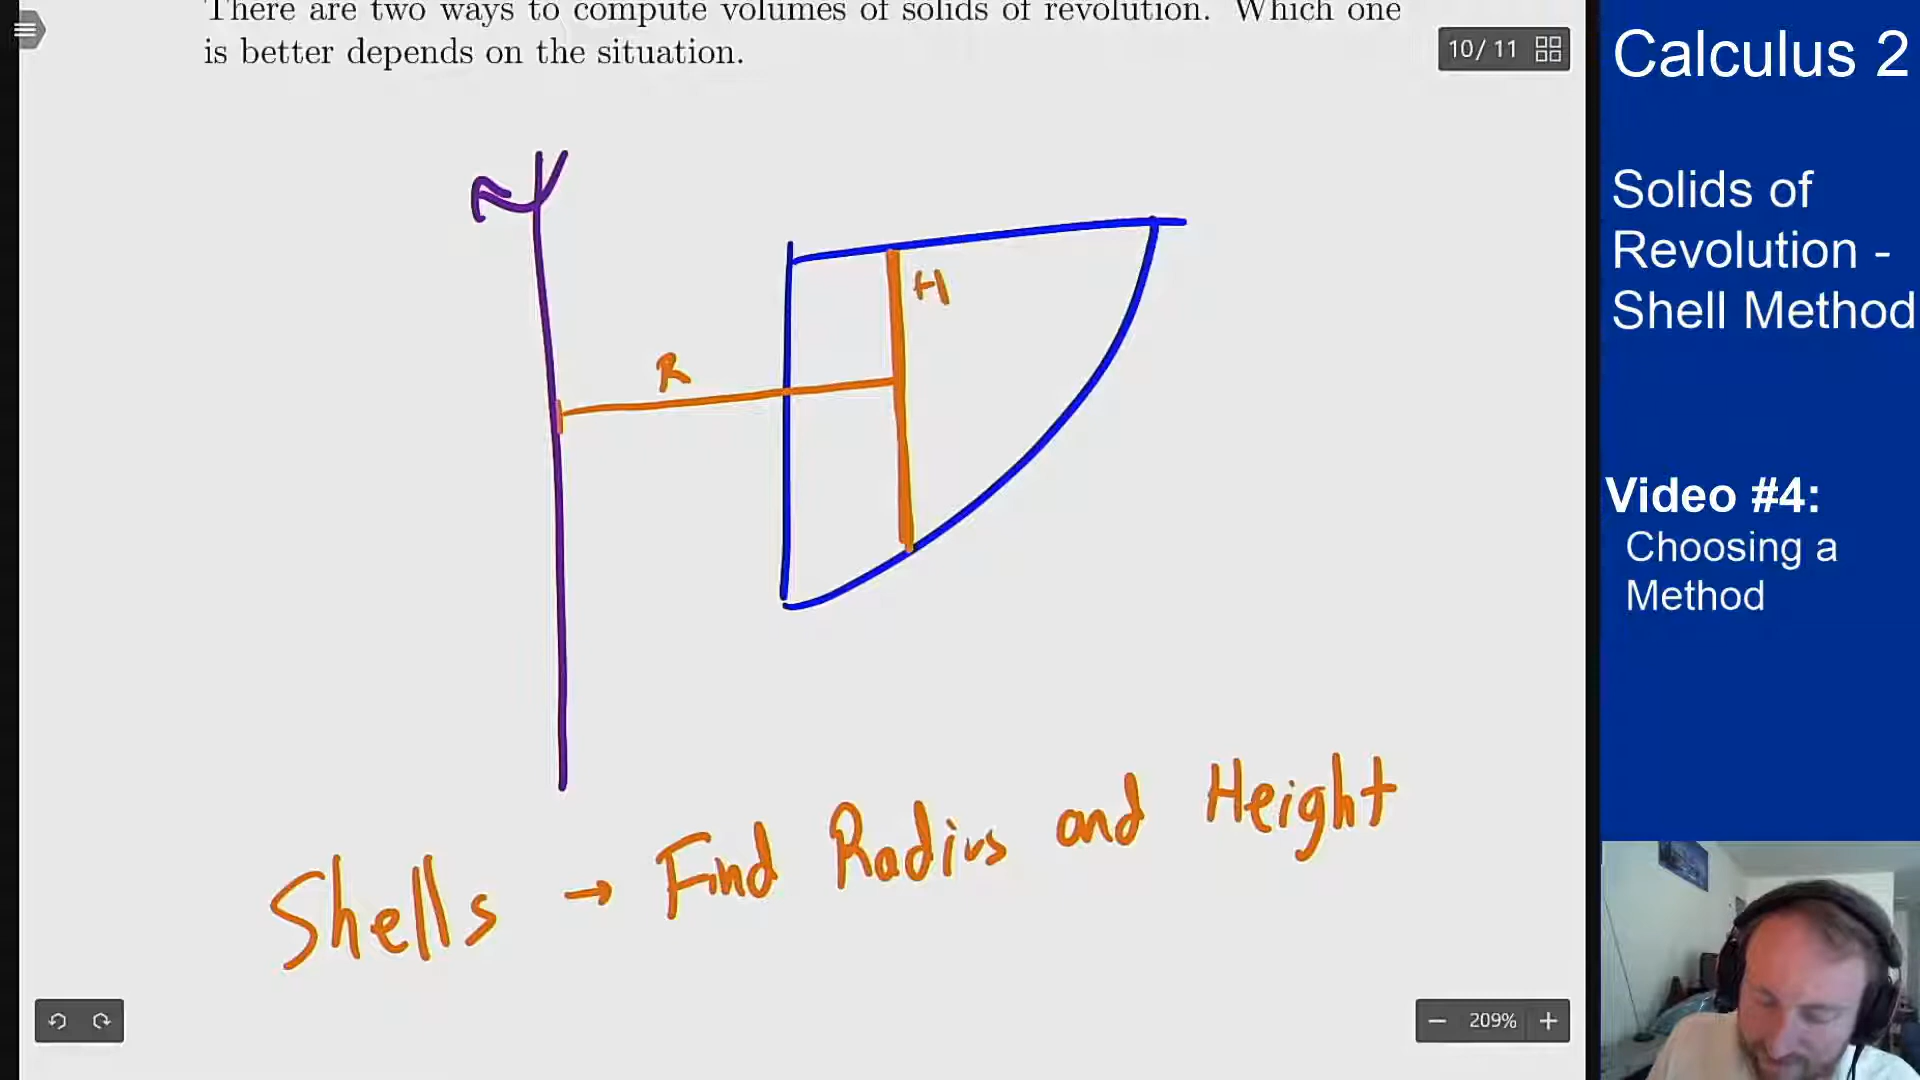 There are two ways to compute volumes of solids of revolution. Which one
is better depends on the situation.
10/ 11
H
R
Shells → Find Radius and Height
209%
Calculus 2
Solids of
Revolution -
Shell Method
Video #4:
Choosing a
Method